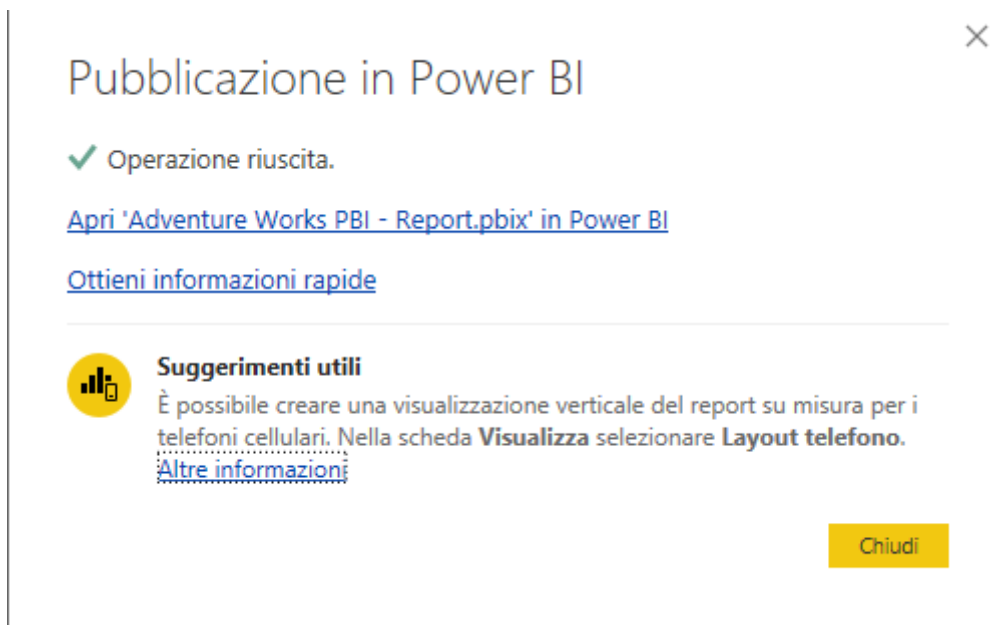 Pubblicazione in Power BI
Operazione riuscita.
Apri 'Adventure Works PBI - Report.pbix' in Power BI
Ottieni informazioni rapide
Suggerimenti utili
È possibile creare una visualizzazione verticale del report su misura per i
telefoni cellulari. Nella scheda Visualizza selezionare Layout telefono.
Altre informazioni
Chiudi